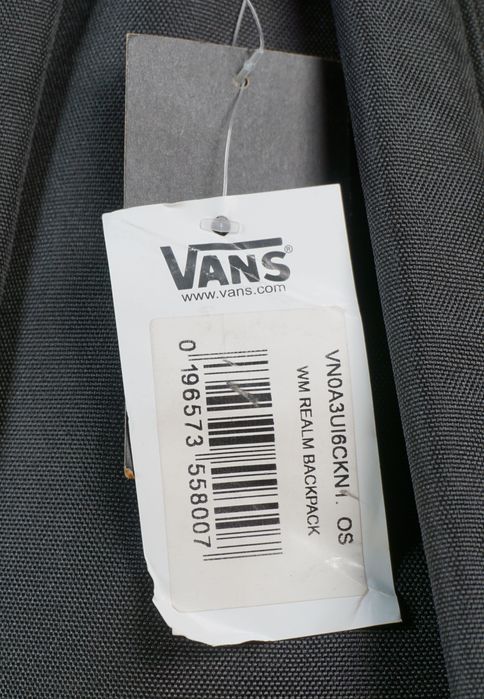 VANS®
www.vans.com
VN0A3UI6CKN1. OS
WM REALM BACKPACK
0 196573 558007